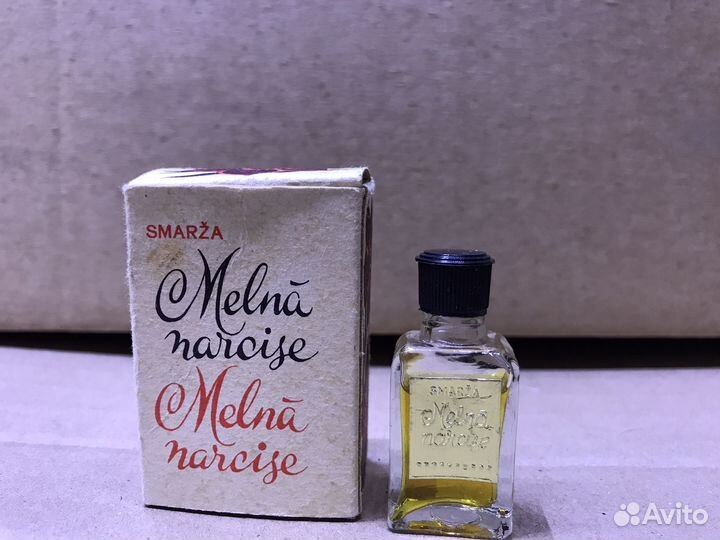 SMARŽA
Melnā
narcise
Melnā
narcise
SMARŽA
Melnā
narcise
Avito